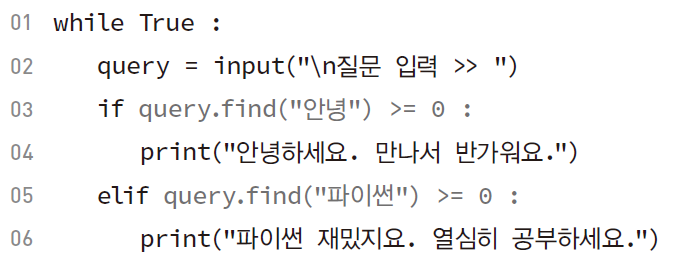 01 while True :
02 query = input("\n질문 입력 >> ")
03 if query.find("안녕") >= 0 :
04 print("안녕하세요. 만나서 반가워요.")
05 elif query.find("파이썬") >= 0 :
06 print("파이썬 재밌지요. 열심히 공부하세요.")